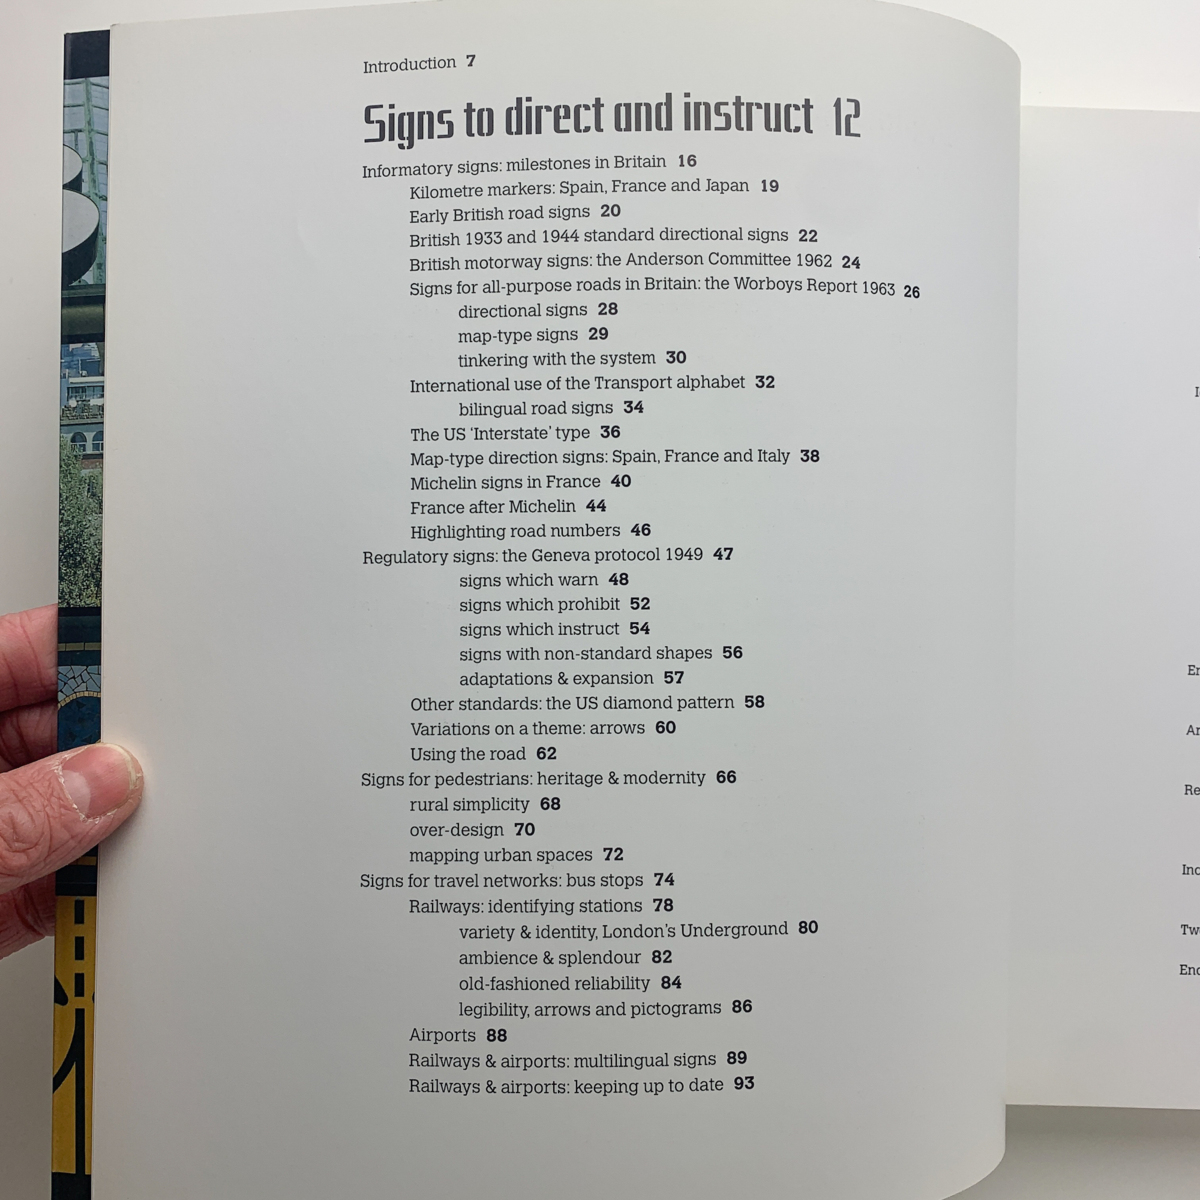 Introduction 7
Signs to direct and instruct 12
Informatory signs: milestones in Britain 16
Kilometre markers: Spain, France and Japan 19
Early British road signs 20
British 1933 and 1944 standard directional signs 22
British motorway signs: the Anderson Committee 1962 24
Signs for all-purpose roads in Britain: the Worboys Report 1963 26
directional signs 28
map-type signs 29
tinkering with the system 30
International use of the Transport alphabet 32
bilingual road signs 34
The US ‘Interstate’ type 36
Map-type direction signs: Spain, France and Italy 38
Michelin signs in France 40
France after Michelin 44
Highlighting road numbers 46
Regulatory signs: the Geneva protocol 1949 47
signs which warn 48
signs which prohibit 52
signs which instruct 54
signs with non-standard shapes 56
adaptations & expansion 57
Other standards: the US diamond pattern 58
Variations on a theme: arrows 60
Using the road 62
Signs for pedestrians: heritage & modernity 66
rural simplicity 68
over-design 70
mapping urban spaces 72
Signs for travel networks: bus stops 74
Railways: identifying stations 78
variety & identity, London’s Underground 80
ambience & splendour 82
old-fashioned reliability 84
legibility, arrows and pictograms 86
Airports 88
Railways & airports: multilingual signs 89
Railways & airports: keeping up to date 93